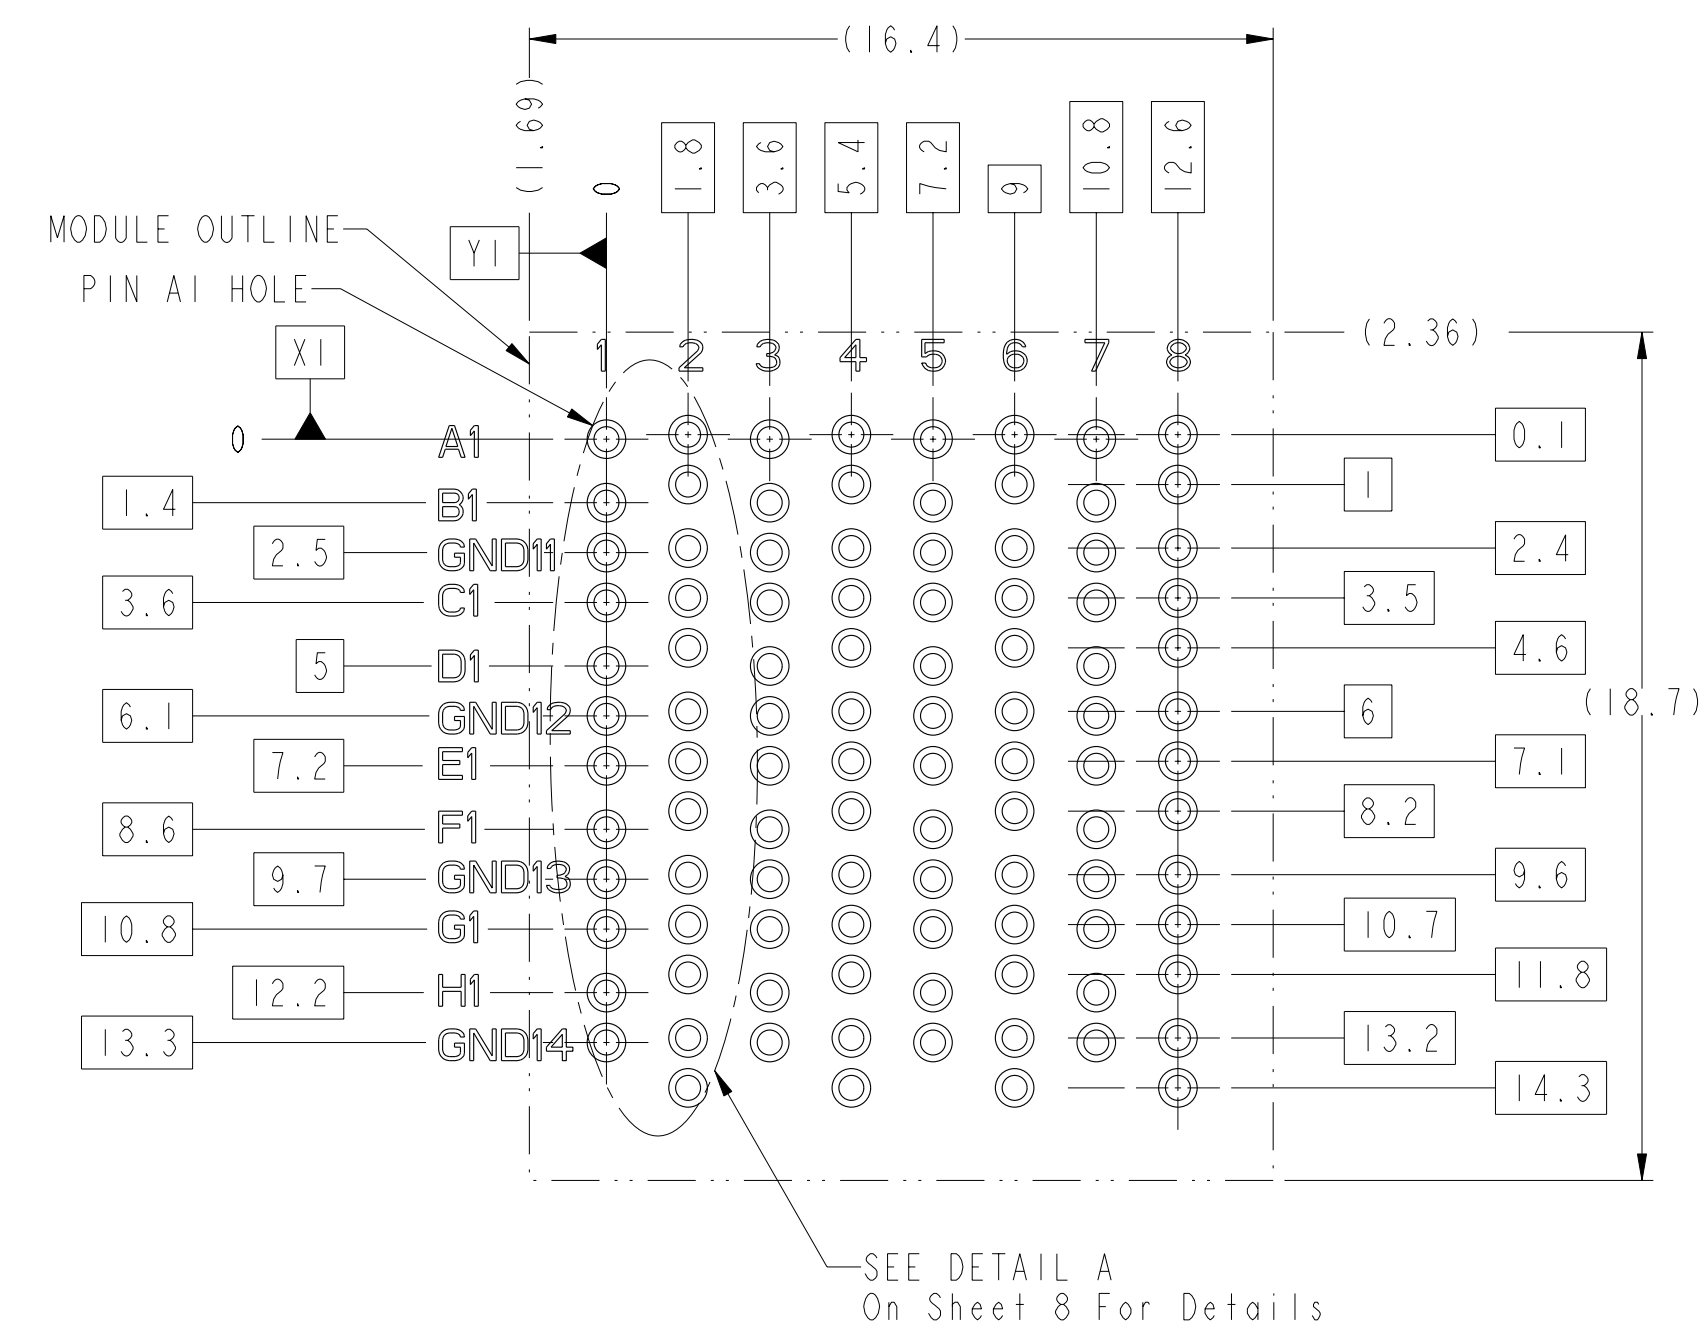 (16.4)
(1.69)
0
1.8
3.6
5.4
7.2
9
10.8
12.6
MODULE OUTLINE
Y1
PIN A1 HOLE
X1
(2.36)
1 2 3 4 5 6 7 8
0 A1 0.1
1
1.4 B1
2.5 GND11 2.4
3.6 C1 3.5
4.6
5 D1
6.1 GND12 6
(18.7)
7.2 E1 7.1
8.2
8.6 F1
9.7 GND13 9.6
10.8 G1 10.7
11.8
12.2 H1
13.3 GND14 13.2
14.3
SEE DETAIL A
On Sheet 8 For Details